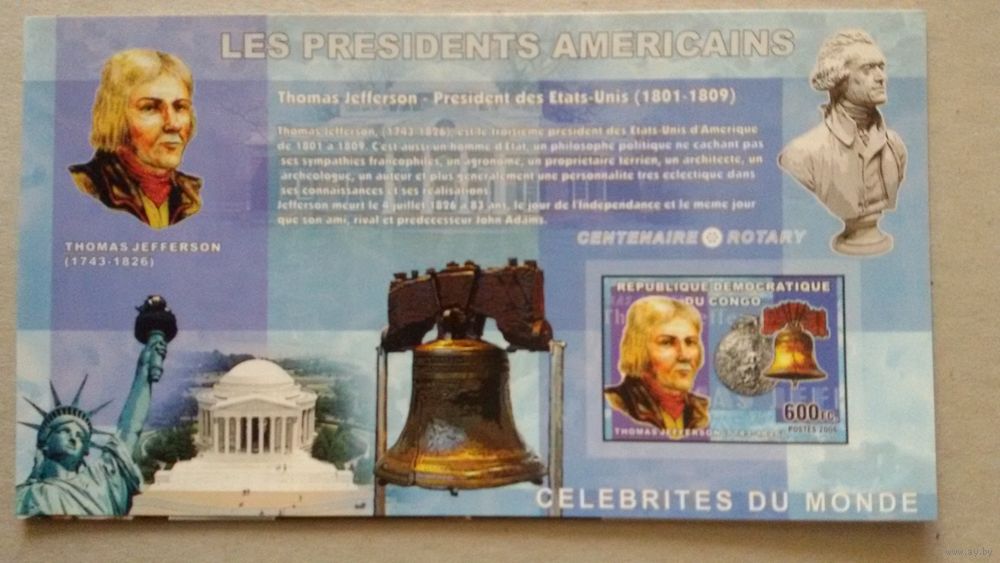 LES PRESIDENTS AMERICAINS
Thomas Jefferson - President des Etats-Unis (1801-1809)
Thomas Jefferson, (1743-1826), est le troisieme president des Etats-Unis d'Amerique
de 1801 a 1809. C'est aussi un homme d'Etat, un philosophe politique ne cachant pas
ses sympathies francophiles, un agronome, un proprietaire terrien, un architecte, un
archeologue, un auteur et plus generalement une personnalite tres eclectique dans
ses connaissances et ses realisations.
Jefferson meurt le 4 juillet 1826 a 83 ans, le jour de l'Independance et le meme jour
que son ami, rival et predecesseur John Adams.
THOMAS JEFFERSON
(1743-1826)
CENTENAIRE ROTARY
REPUBLIQUE DEMOCRATIQUE
DU CONGO
600 F.C.
THOMAS JEFFERSON (1743-1826)
POSTES 2006
CELEBRITES DU MONDE
www.ay.by